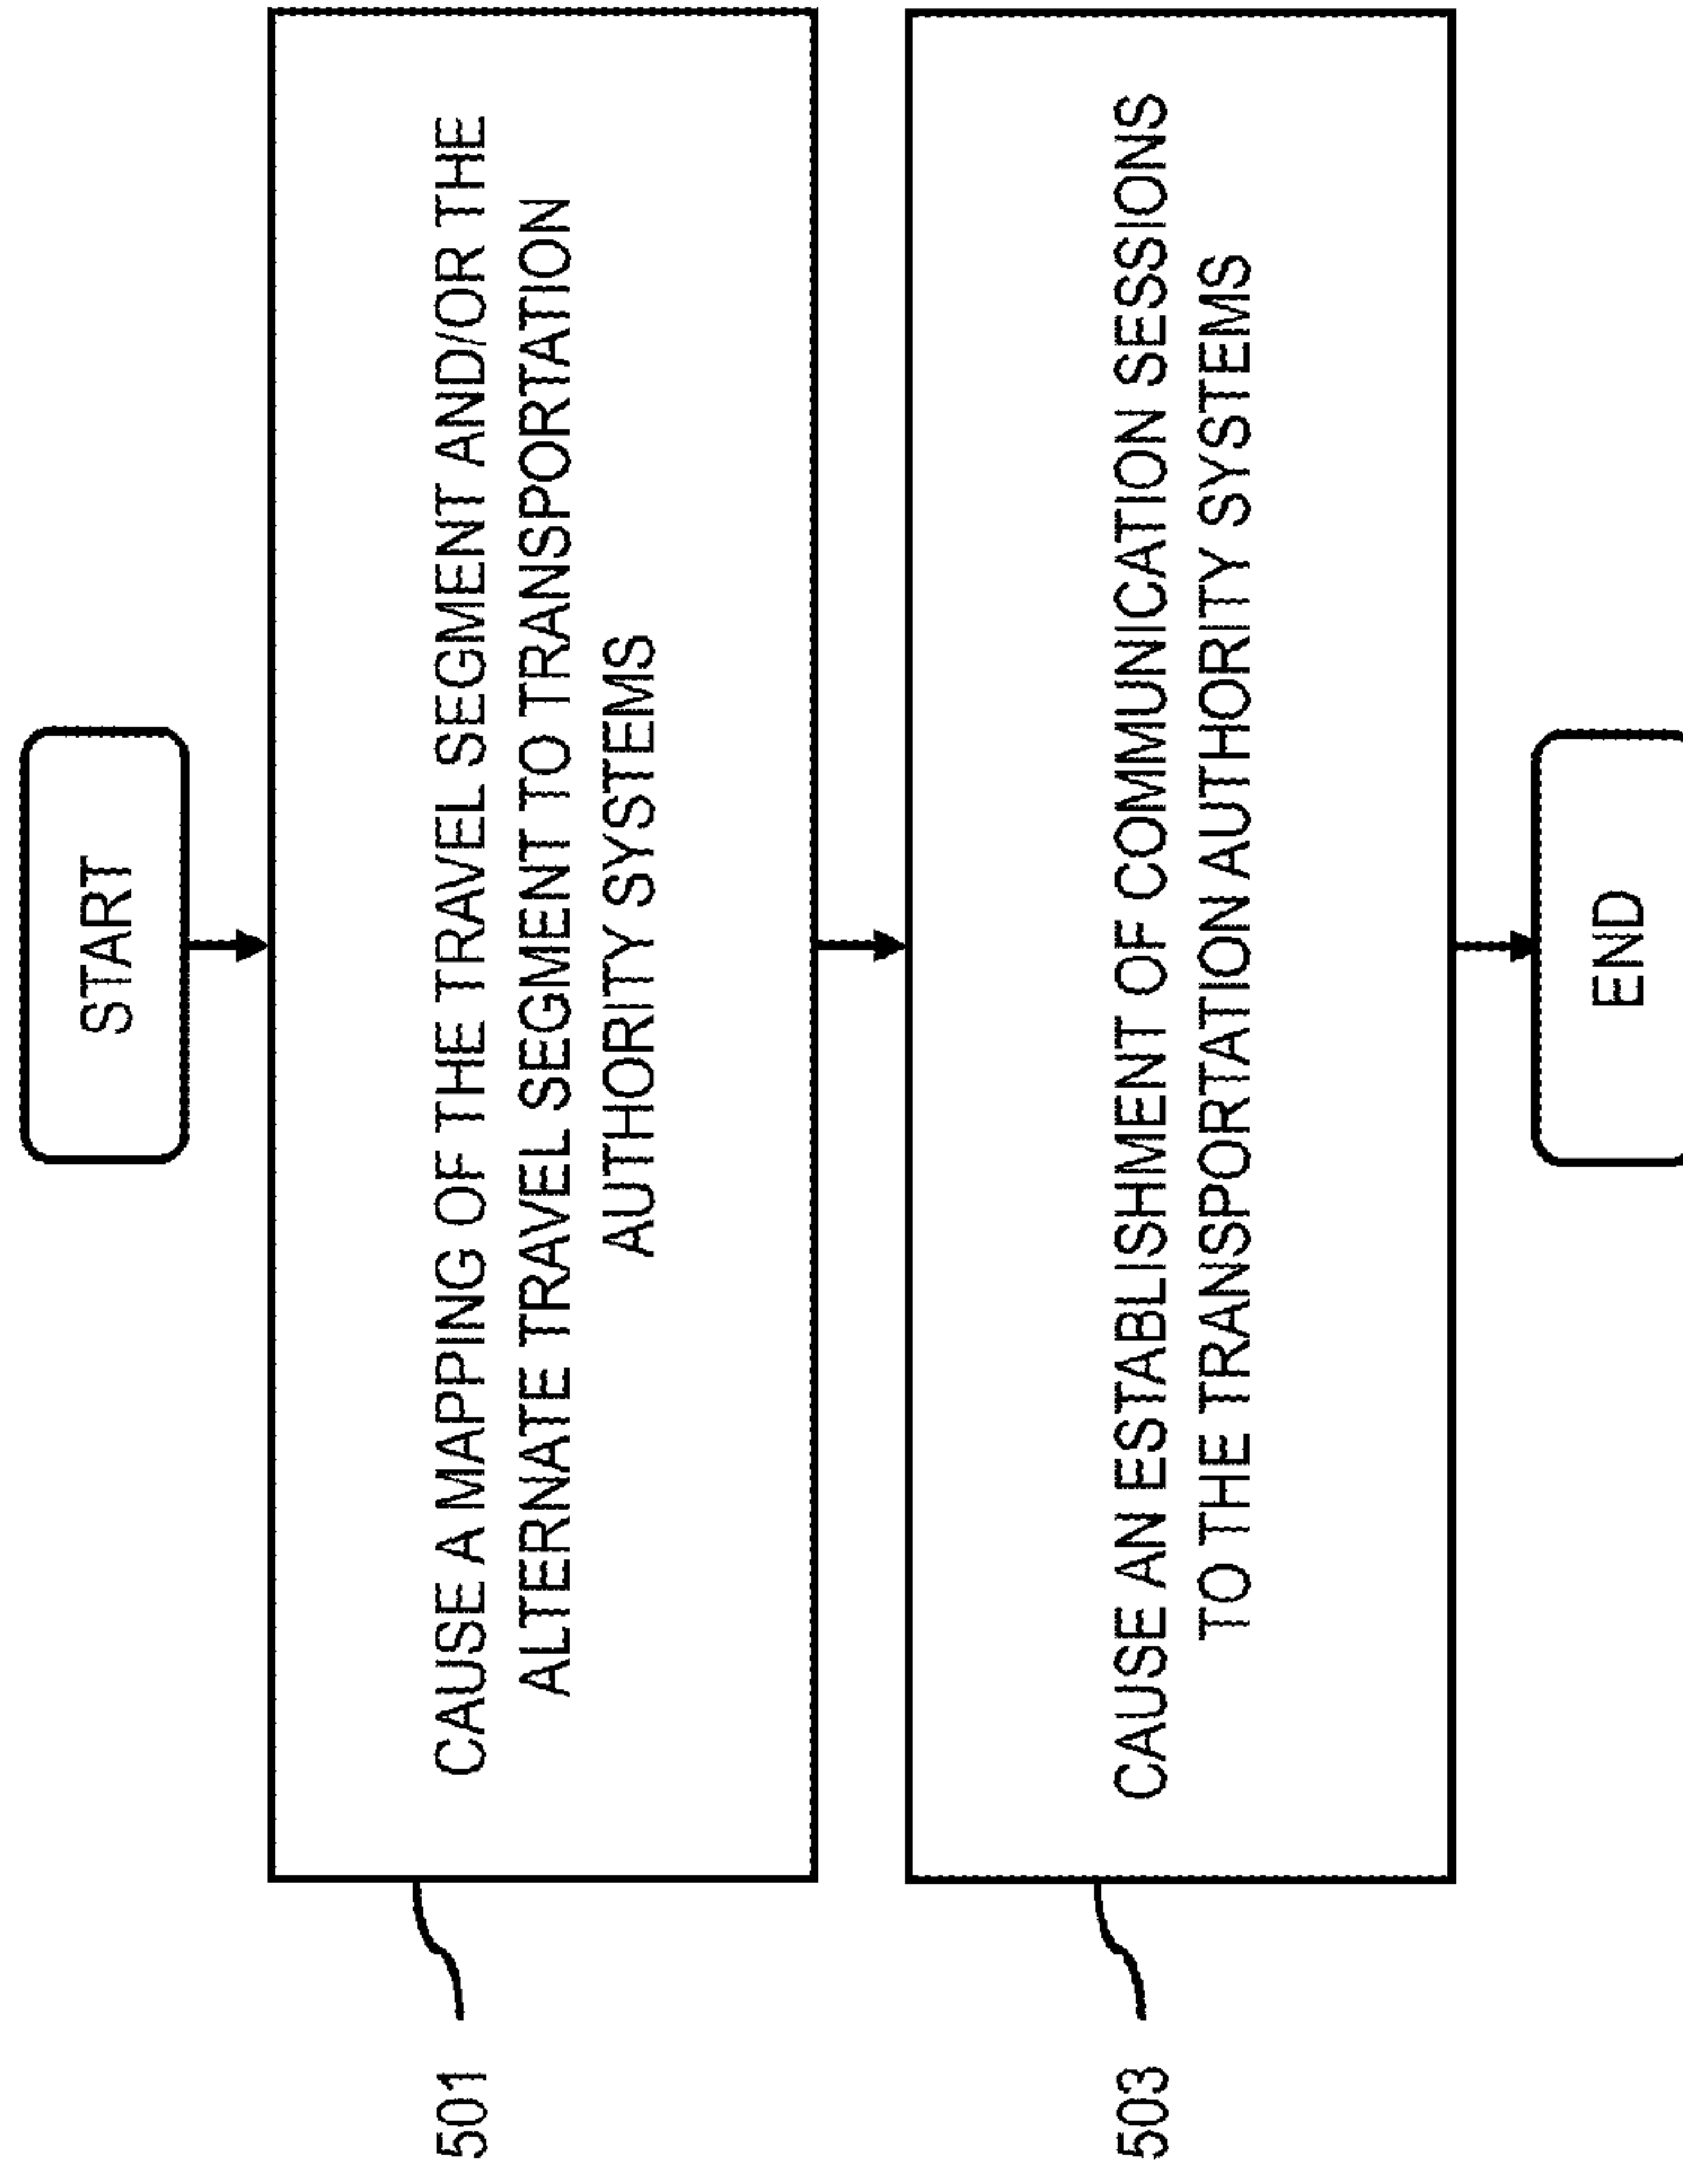 START
501
CAUSE A MAPPING OF THE TRAVEL SEGMENT AND/OR THE
ALTERNATE TRAVEL SEGMENT TO TRANSPORTATION
AUTHORITY SYSTEMS
503
CAUSE AN ESTABLISHMENT OF COMMUNICATION SESSIONS
TO THE TRANSPORTATION AUTHORITY SYSTEMS
END